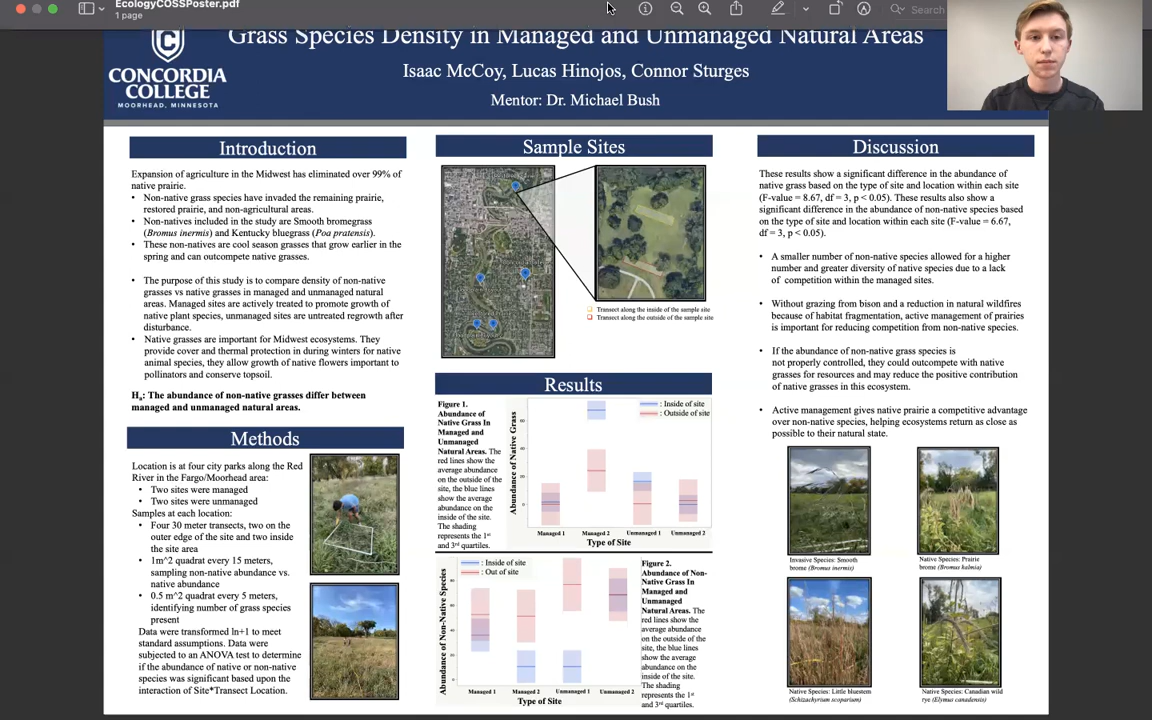 EcologyCOSSPoster.pdf
1 page
Search
Grass Species Density in Managed and Unmanaged Natural Areas
Isaac McCoy, Lucas Hinojos, Connor Sturges
Mentor: Dr. Michael Bush
C
CONCORDIA
COLLEGE
MOORHEAD, MINNESOTA
Introduction
Expansion of agriculture in the Midwest has eliminated over 99% of
native prairie.
• Non-native grass species have invaded the remaining prairie,
restored prairie, and non-agricultural areas.
• Non-natives included in the study are Smooth bromegrass
(Bromus inermis) and Kentucky bluegrass (Poa pratensis).
• These non-natives are cool season grasses that grow earlier in the
spring and can outcompete native grasses.
• The purpose of this study is to compare density of non-native
grasses vs native grasses in managed and unmanaged natural
areas. Managed sites are actively treated to promote growth of
native plant species, unmanaged sites are untreated regrowth after
disturbance.
• Native grasses are important for Midwest ecosystems. They
provide cover and thermal protection in during winters for native
animal species, they allow growth of native flowers important to
pollinators and conserve topsoil.
Ha: The abundance of non-native grasses differ between
managed and unmanaged natural areas.
Methods
Location is at four city parks along the Red
River in the Fargo/Moorhead area:
• Two sites were managed
• Two sites were unmanaged
Samples at each location:
• Four 30 meter transects, two on the
outer edge of the site and two inside
the site area
• 1m^2 quadrat every 15 meters,
sampling non-native abundance vs.
native abundance
• 0.5 m^2 quadrat every 5 meters,
identifying number of grass species
present
Data were transformed ln+1 to meet
standard assumptions. Data were
subjected to an ANOVA test to determine
if the abundance of native or non-native
species was significant based upon the
interaction of Site*Transect Location.
Sample Sites
Transect along the inside of the sample site
Transect along the outside of the sample site
Results
Figure 1.
Abundance of
Native Grass In
Managed and
Unmanaged
Natural Areas. The
red lines show the
average abundance
on the outside of the
site, the blue lines
show the average
abundance on the
inside of the site.
The shading
represents the 1st
and 3rd quartiles.
Abundance of Native Grass
: Inside of site
: Outside of site
Managed 1 Managed 2 Unmanaged 1 Unmanaged 2
Type of Site
Abundance of Non-Native Species
: Inside of site
: Out of site
Managed 1 Managed 2 Unmanaged 1 Unmanaged 2
Type of Site
Figure 2.
Abundance of Non-
Native Grass In
Managed and
Unmanaged
Natural Areas. The
red lines show the
average abundance
on the outside of the
site, the blue lines
show the average
abundance on the
inside of the site.
The shading
represents the 1st
and 3rd quartiles.
Discussion
These results show a significant difference in the abundance of
native grass based on the type of site and location within each site
(F-value = 8.67, df = 3, p < 0.05). These results also show a
significant difference in the abundance of non-native species based
on the type of site and location within each site (F-value = 6.67,
df = 3, p < 0.05).
• A smaller number of non-native species allowed for a higher
number and greater diversity of native species due to a lack
of competition within the managed sites.
• Without grazing from bison and a reduction in natural wildfires
because of habitat fragmentation, active management of prairies
is important for reducing competition from non-native species.
• If the abundance of non-native grass species is
not properly controlled, they could outcompete with native
grasses for resources and may reduce the positive contribution
of native grasses in this ecosystem.
• Active management gives native prairie a competitive advantage
over non-native species, helping ecosystems return as close as
possible to their natural state.
Invasive Species: Smooth
brome (Bromus inermis)
Native Species: Prairie
brome (Bromus kalmia)
Native Species: Little bluestem
(Schizachyrium scoparium)
Native Species: Canadian wild
rye (Elymus canadensis)